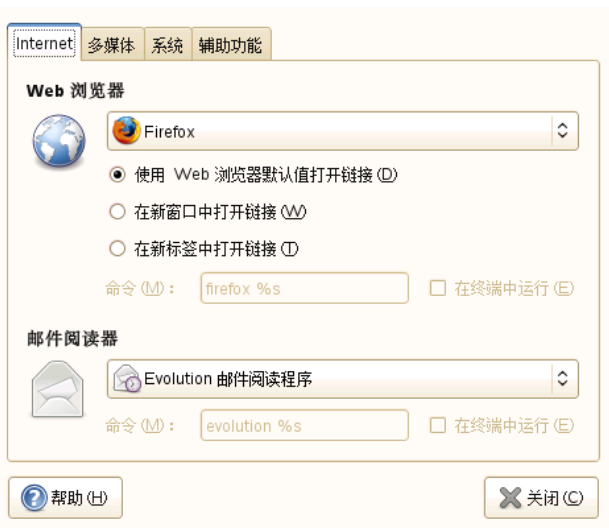 Internet 多媒体 系统 辅助功能
Web 浏览器
Firefox
使用 Web 浏览器默认值打开链接(D)
在新窗口中打开链接(W)
在新标签中打开链接(T)
命令(M)： firefox %s 在终端中运行(E)
邮件阅读器
Evolution 邮件阅读程序
命令(M)： evolution %s 在终端中运行(E)
帮助(H) 关闭(C)